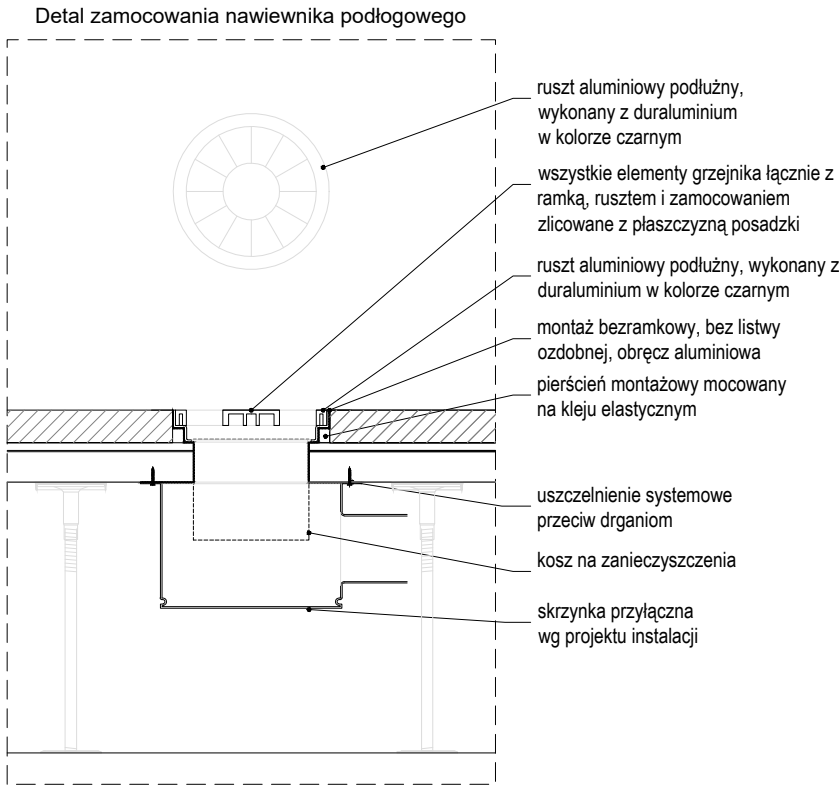 Detal zamocowania nawiewnika podłogowego
ruszt aluminiowy podłużny,
wykonany z duraluminium
w kolorze czarnym
wszystkie elementy grzejnika łącznie z
ramką, rusztem i zamocowaniem
zlicowane z płaszczyzną posadzki
ruszt aluminiowy podłużny, wykonany z
duraluminium w kolorze czarnym
montaż bezramkowy, bez listwy
ozdobnej, obręcz aluminiowa
pierścień montażowy mocowany
na kleju elastycznym
uszczelnienie systemowe
przeciw drganiom
kosz na zanieczyszczenia
skrzynka przyłączna
wg projektu instalacji